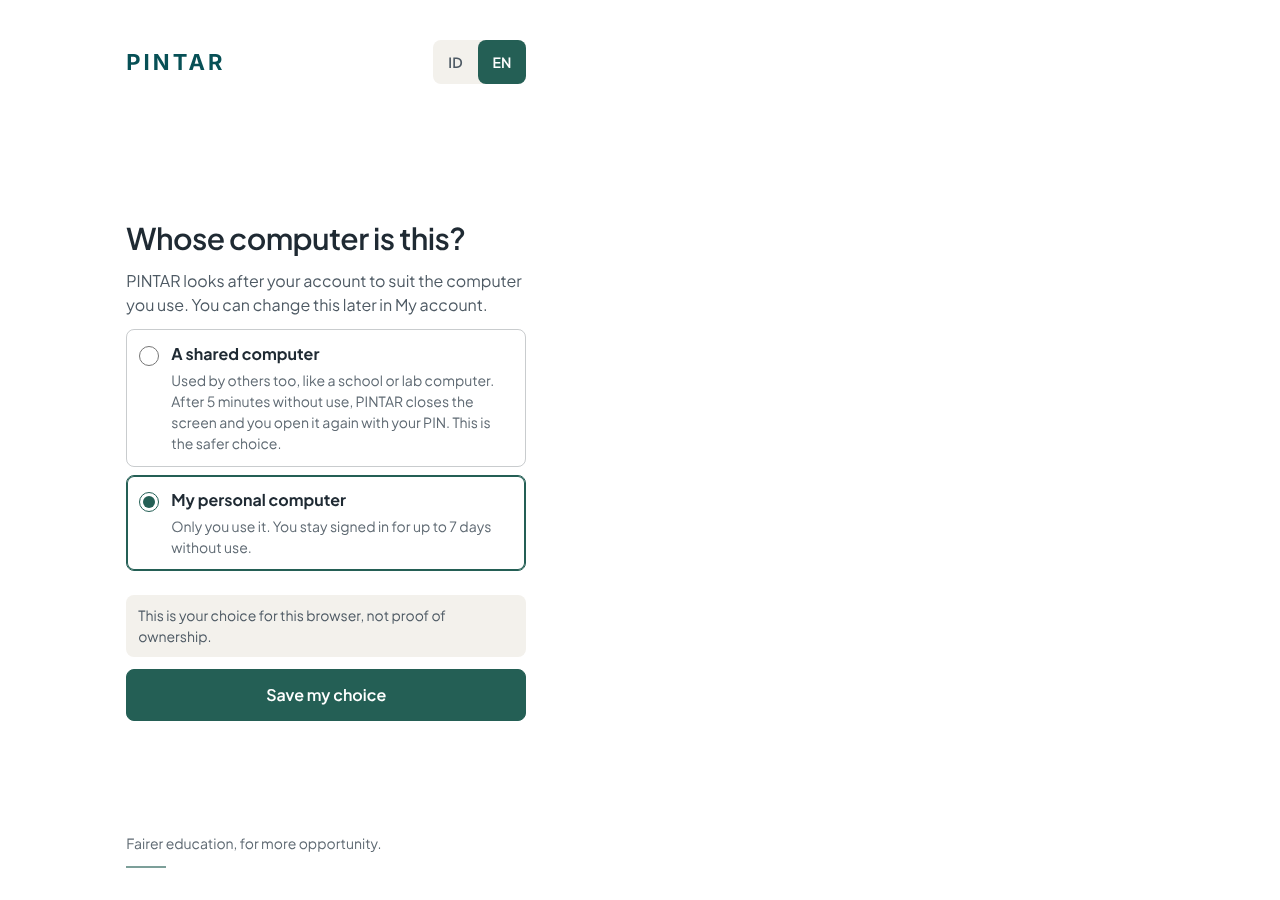 PINTAR
ID
EN
Whose computer is this?
PINTAR looks after your account to suit the computer
you use. You can change this later in My account.
A shared computer
Used by others too, like a school or lab computer.
After 5 minutes without use, PINTAR closes the
screen and you open it again with your PIN. This is
the safer choice.
My personal computer
Only you use it. You stay signed in for up to 7 days
without use.
This is your choice for this browser, not proof of
ownership.
Save my choice
Fairer education, for more opportunity.